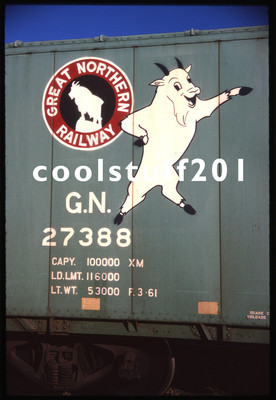 GREAT NORTHERN
RAILWAY
coolstuff201
G.N.
27388
CAPY. 100000 XM
LD.LMT. 116000
LT. WT. 53000 F.3-61